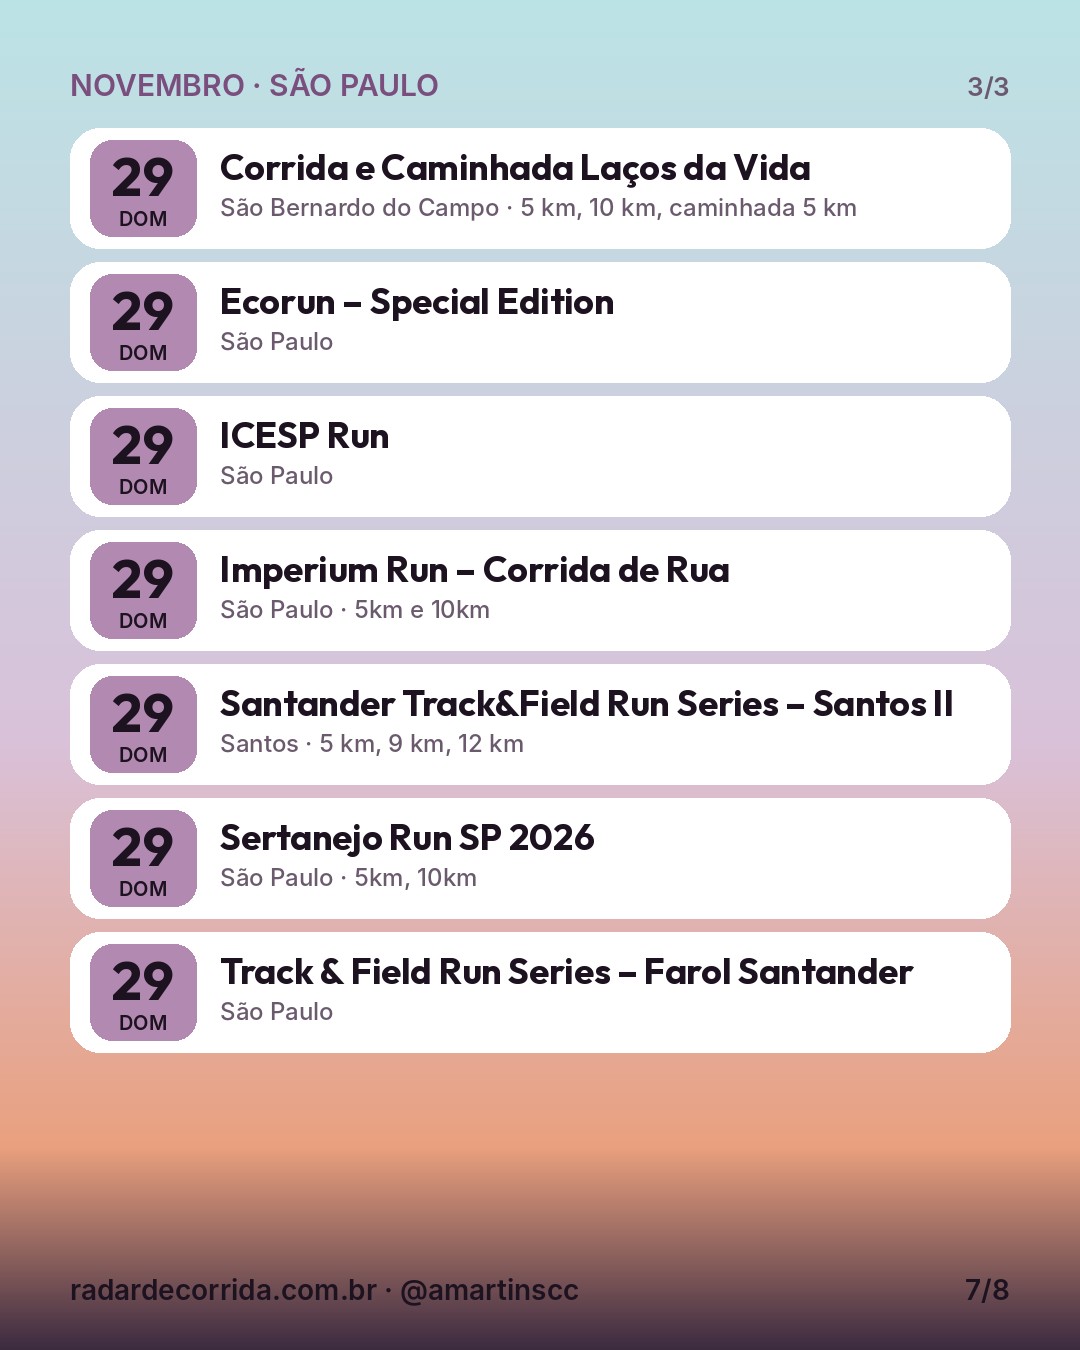 NOVEMBRO · SÃO PAULO
3/3
29
DOM
Corrida e Caminhada Laços da Vida
São Bernardo do Campo · 5 km, 10 km, caminhada 5 km
29
DOM
Ecorun – Special Edition
São Paulo
29
DOM
ICESP Run
São Paulo
29
DOM
Imperium Run – Corrida de Rua
São Paulo · 5km e 10km
29
DOM
Santander Track&Field Run Series – Santos II
Santos · 5 km, 9 km, 12 km
29
DOM
Sertanejo Run SP 2026
São Paulo · 5km, 10km
29
DOM
Track & Field Run Series – Farol Santander
São Paulo
radardecorrida.com.br · @amartinscc
7/8